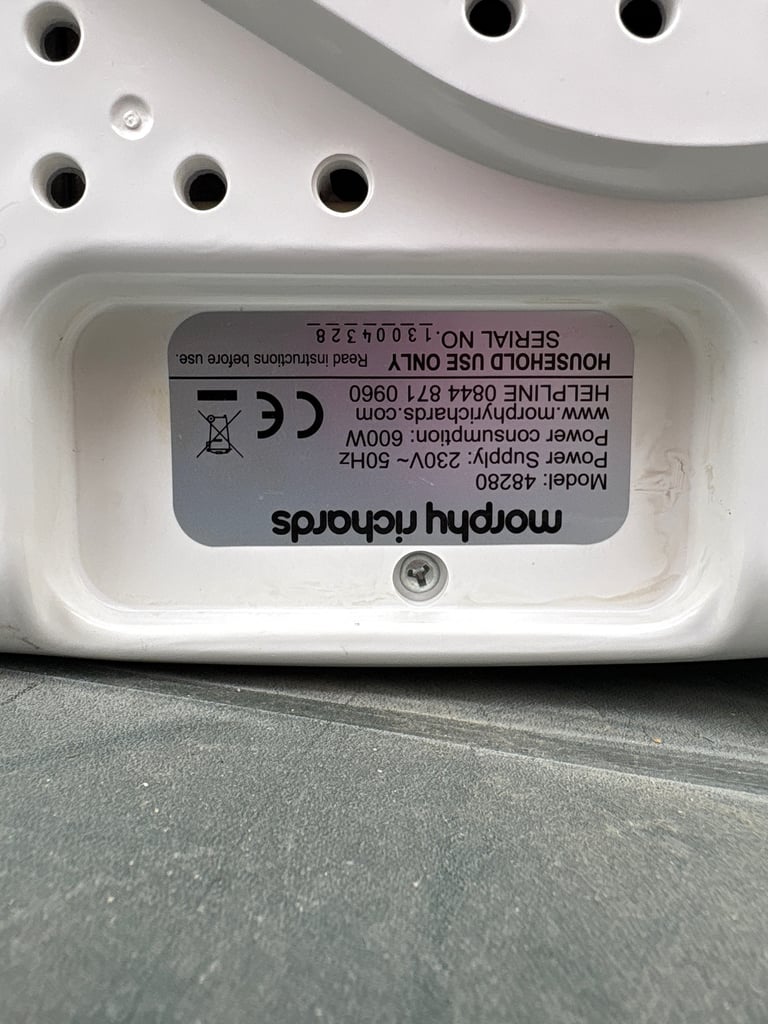 morphy richards
Model: 48280
Power Supply: 230V~ 50Hz
Power consumption: 600W
www.morphyrichards.com
HELPLINE 0844 871 0960
CE
HOUSEHOLD USE ONLY Read instructions before use.
SERIAL NO. 13004328